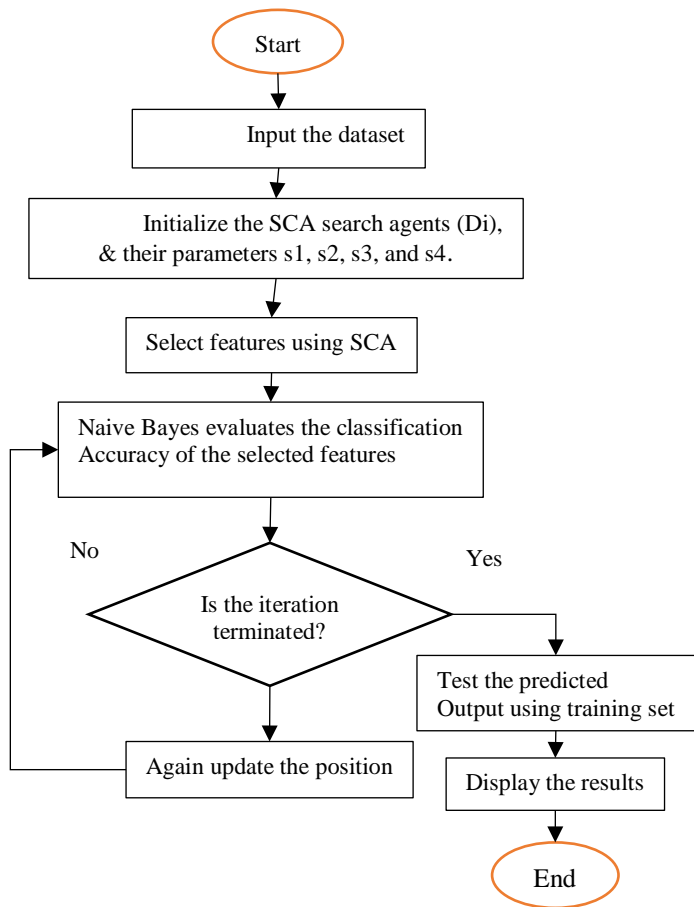 Start
Input the dataset
Initialize the SCA search agents (Di),
& their parameters s1, s2, s3, and s4.
Select features using SCA
Naive Bayes evaluates the classification
Accuracy of the selected features
No
Yes
Is the iteration
terminated?
Test the predicted
Output using training set
Again update the position
Display the results
End